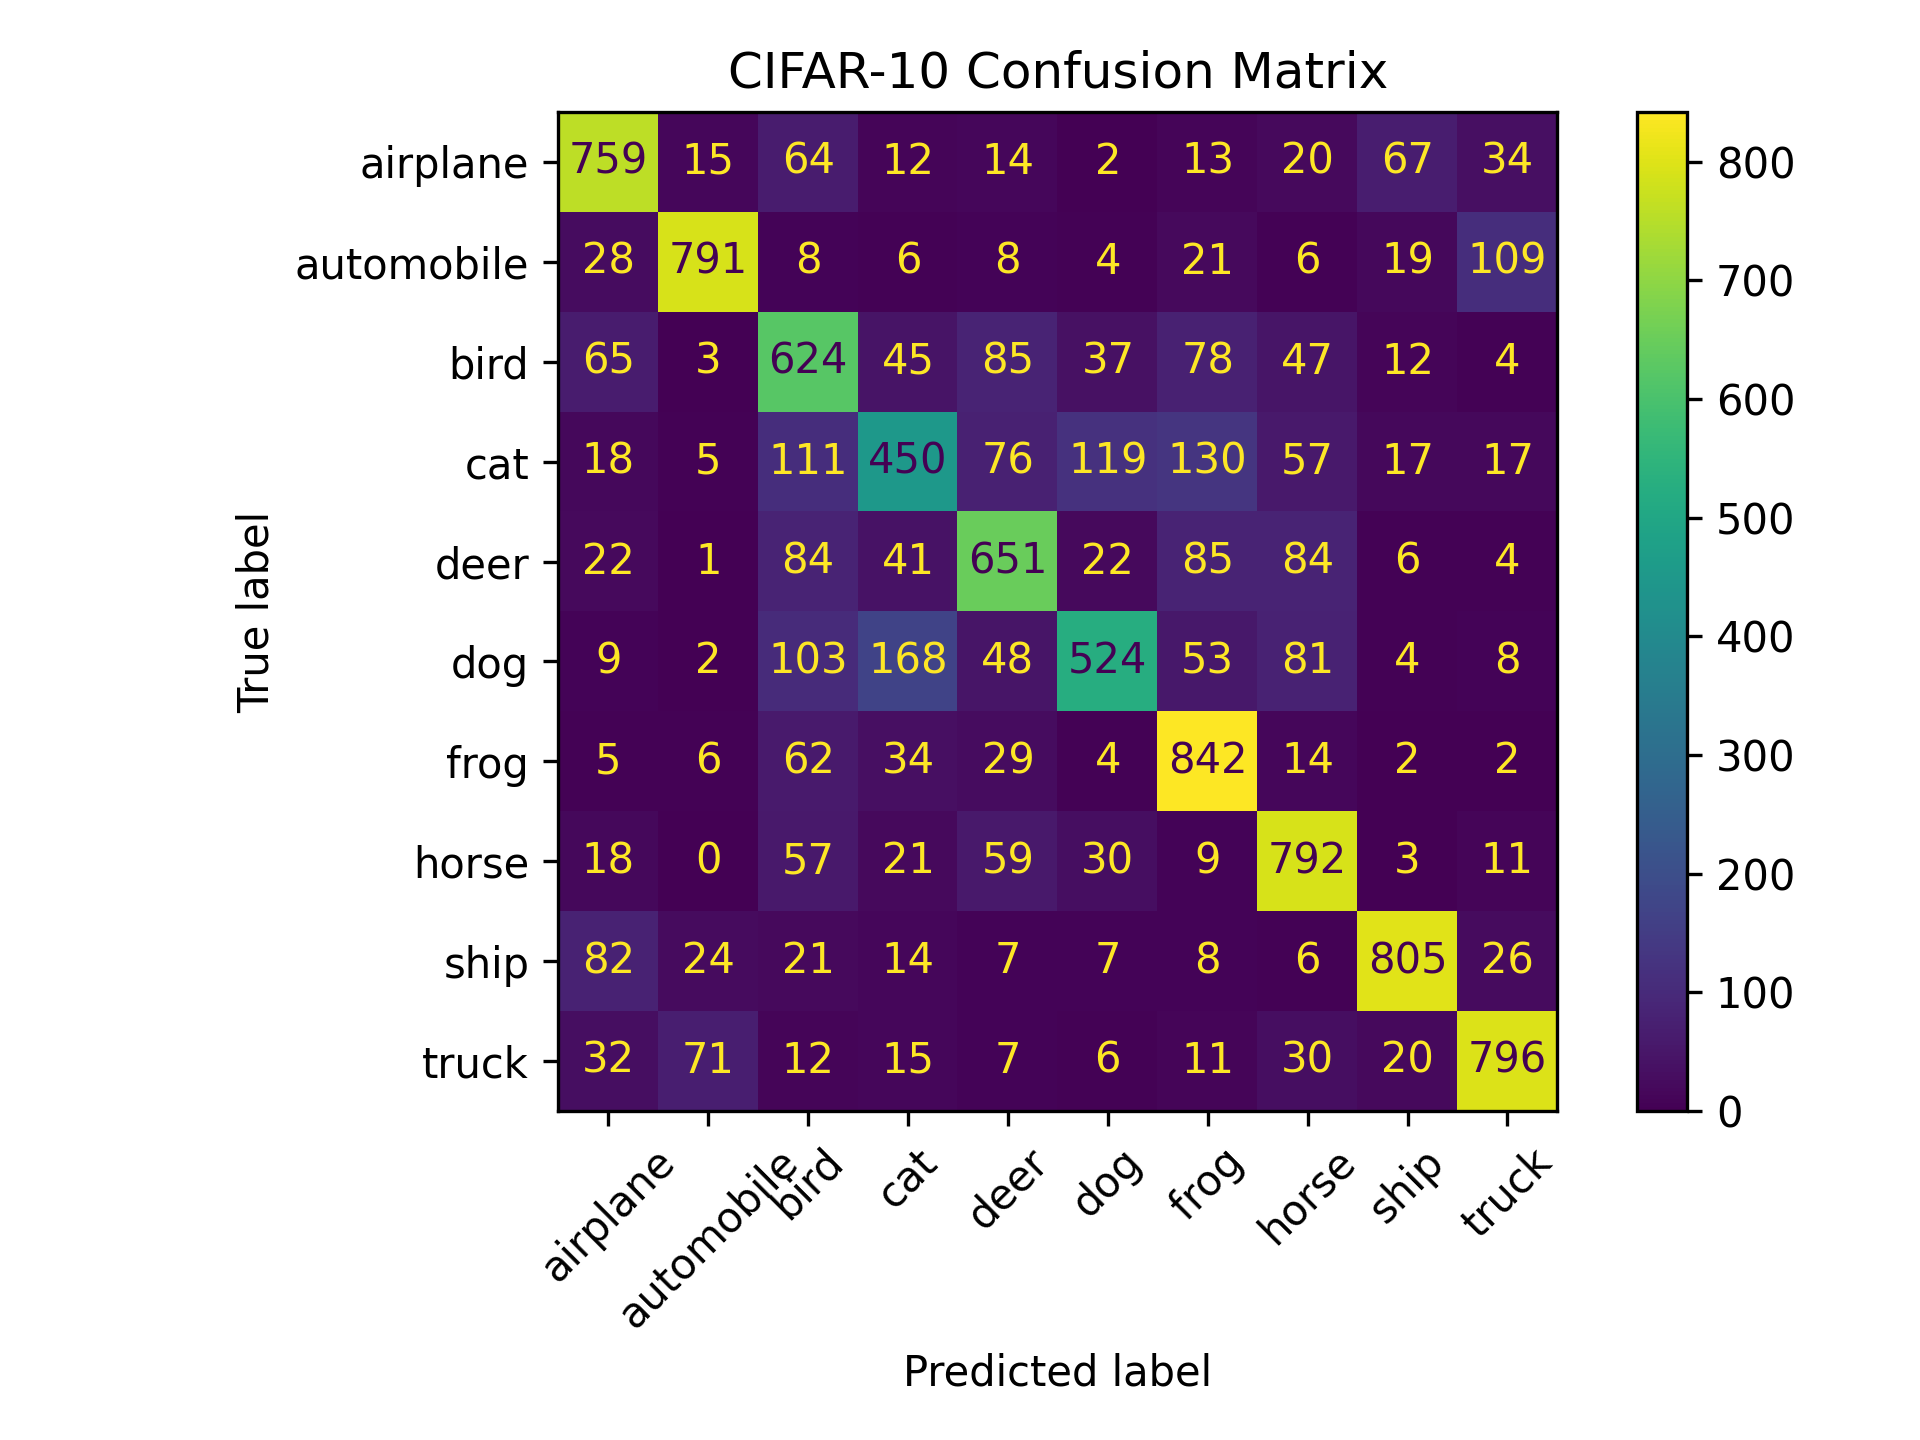 CIFAR-10 Confusion Matrix
airplane 759 15 64 12 14 2 13 20 67 34
automobile 28 791 8 6 8 4 21 6 19 109
bird 65 3 624 45 85 37 78 47 12 4
cat 18 5 111 450 76 119 130 57 17 17
deer 22 1 84 41 651 22 85 84 6 4
dog 9 2 103 168 48 524 53 81 4 8
frog 5 6 62 34 29 4 842 14 2 2
horse 18 0 57 21 59 30 9 792 3 11
ship 82 24 21 14 7 7 8 6 805 26
truck 32 71 12 15 7 6 11 30 20 796
True label
airplane automobile bird cat deer dog frog horse ship truck
Predicted label
800
700
600
500
400
300
200
100
0